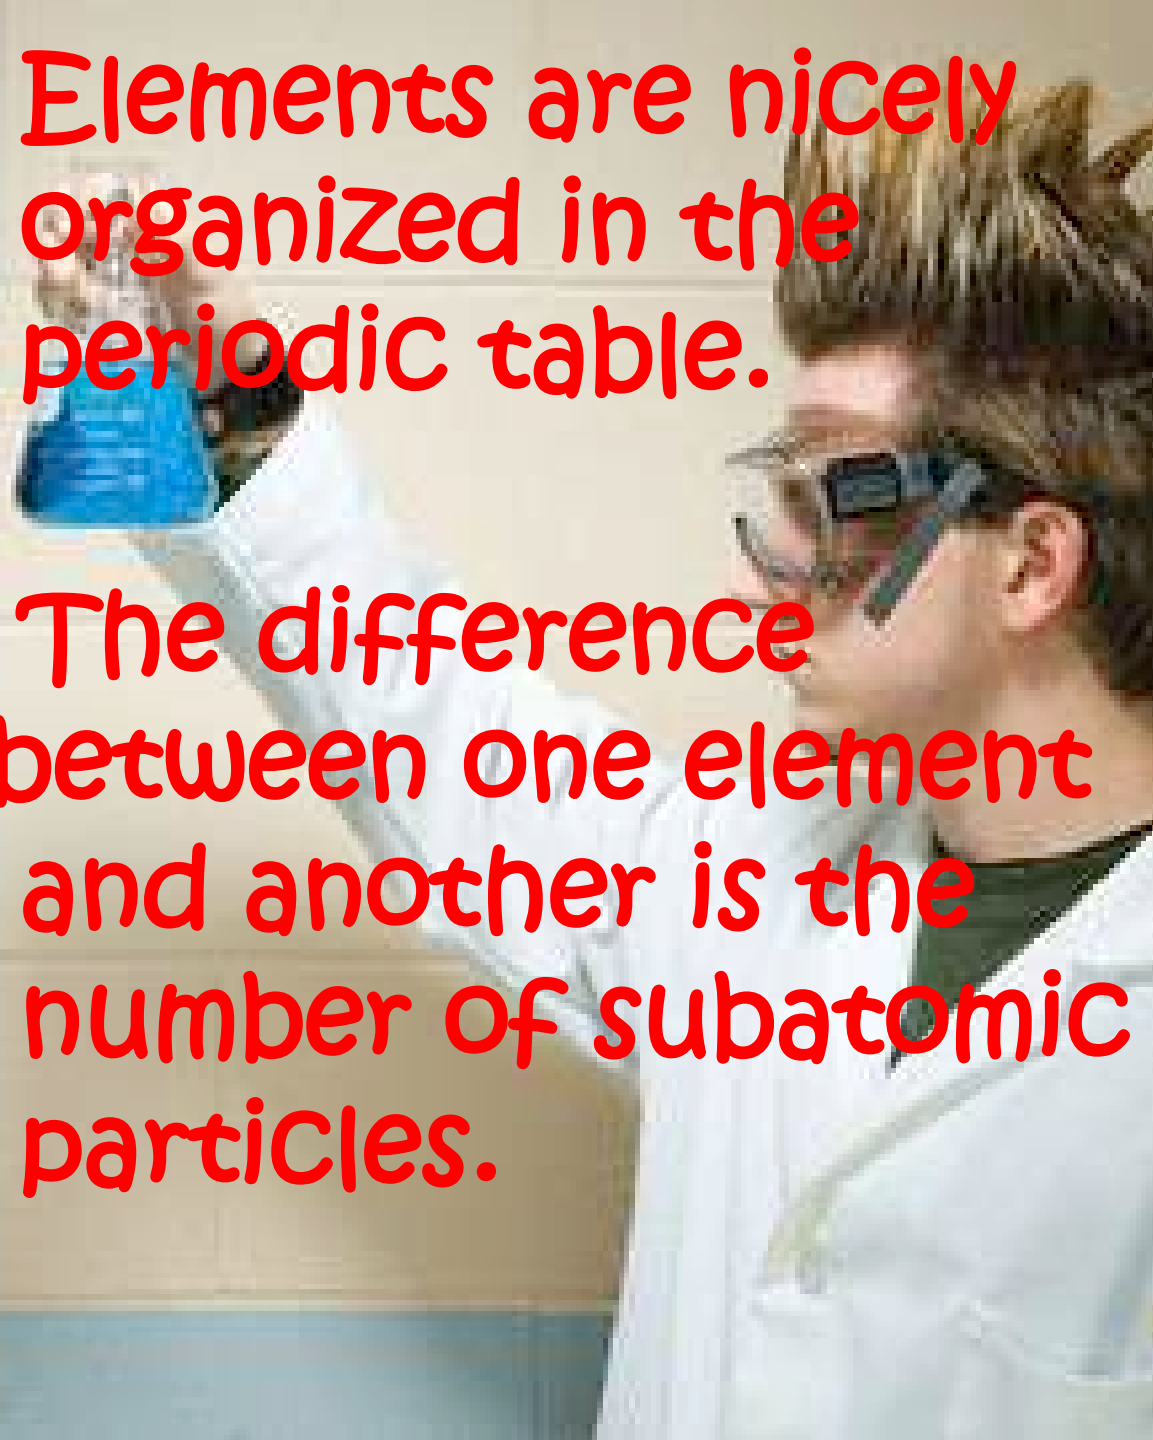 Elements are nicely
organized in the
periodic table.
The difference
between one element
and another is the
number of subatomic
particles.